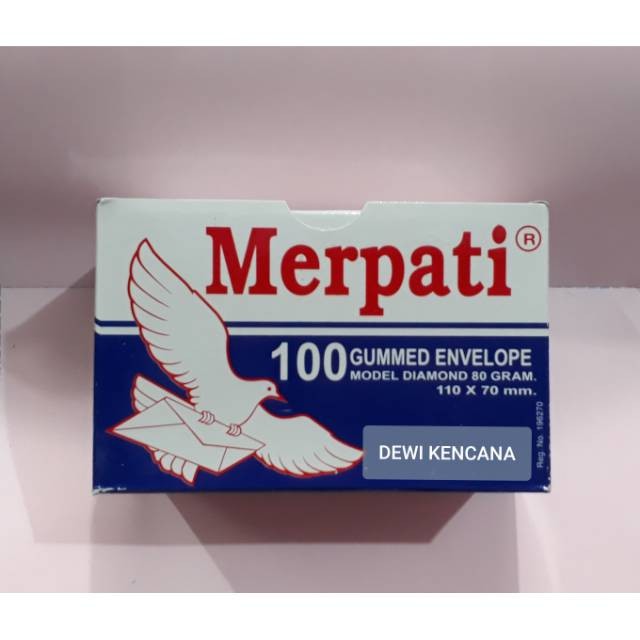 Merpati®
100 GUMMED ENVELOPE
MODEL DIAMOND 80 GRAM.
110 X 70 mm.
DEWI KENCANA
Reg. No. 196270